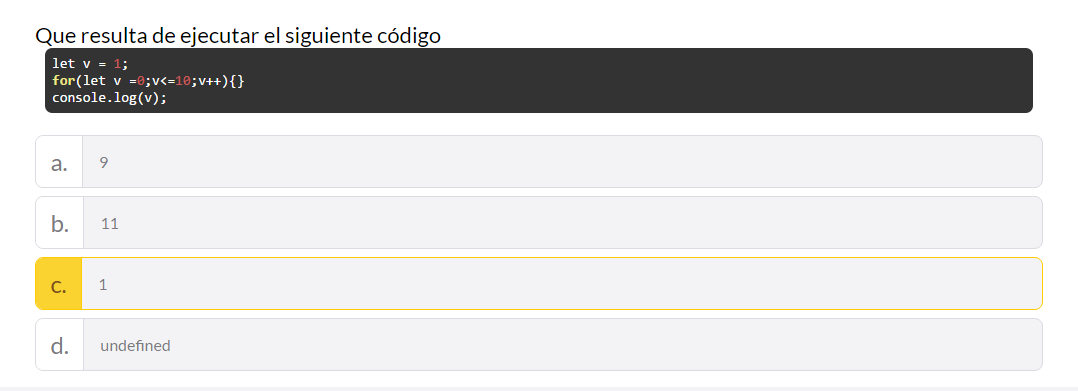 Que resulta de ejecutar el siguiente código
let v = 1;
for(let v =0;v<=10;v++){}
console.log(v);
a. 9
b. 11
c. 1
d. undefined